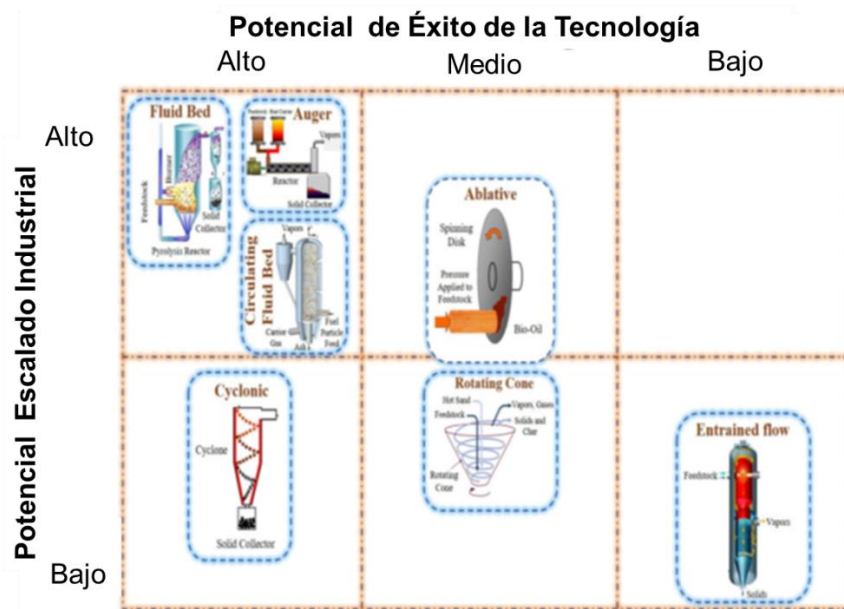 Potencial de Éxito de la Tecnología
Alto
Medio
Bajo
Potencial Escalado Industrial
Alto
Bajo
Fluid Bed
Burner
Feedstock
Solid
Collector
Pyrolysis Reactor
Auger
Vapors
Reactor
Solid Collector
Circulating
Fluid Bed
Vapors
Carrier
Gas
Ash
Fuel
Particle
Feed
Ablative
Spinning
Disk
Pressure
Applied to
Feedstock
Bio-Oil
Cyclonic
Cyclone
Solid Collector
Rotating Cone
Hot Sand
Feedstock
Vapors, Gases
Solids and
Char
Rotating
Cone
Entrained flow
Feedstock
Vapors
Solids